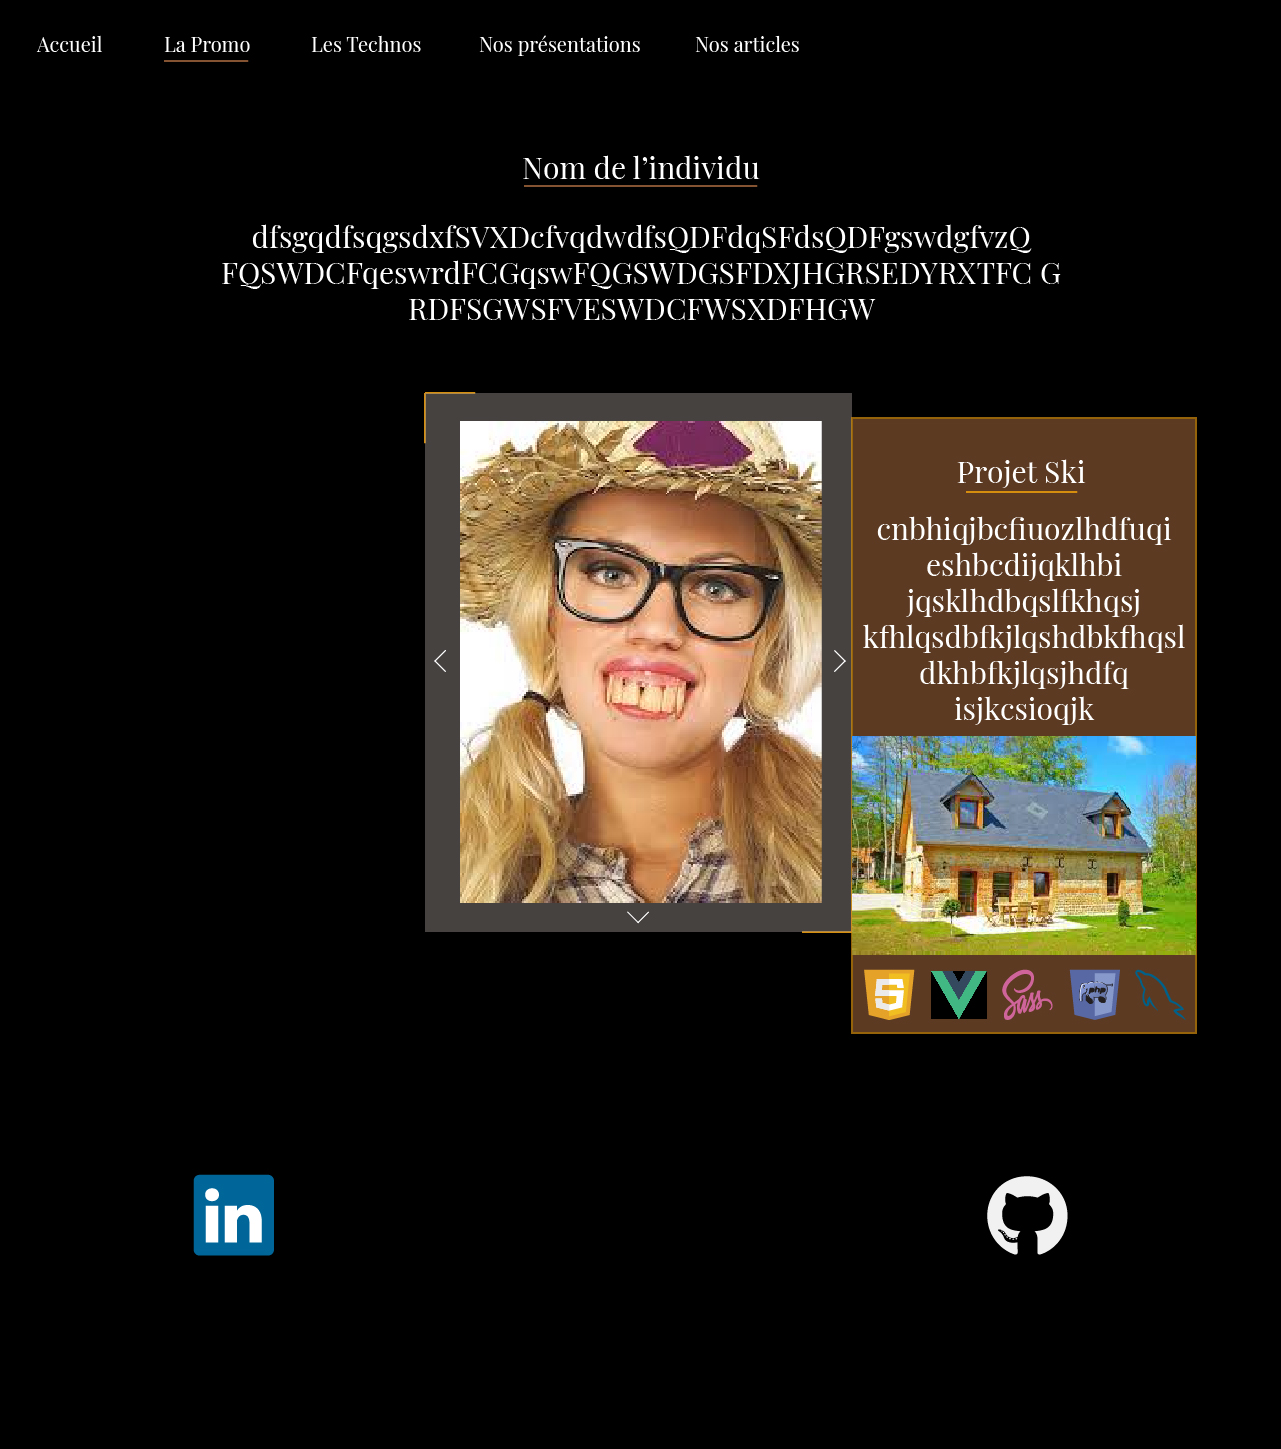 Accueil La Promo Les Technos Nos présentations Nos articles
Nom de l’individu
dfsgqdfsqgsdxfSVXDcfvqdwdfsQDFdqSFdsQDFgswdgfvzQ
FQSWDCFqeswrdFCGqswFQGSWDGSFDXJHGRSEDYRXTFC G
RDFSGWSFVESWDCFWSXDFHGW
Projet Ski
cnbhiqjbcfiuozlhdfuqi
eshbcdijqklhbi
jqsklhdbqslfkhqsj
kfhlqsdbfkjlqshdbkfhqsl
dkhbfkjlqsjhdfq
isjkcsioqjk
5 Sass php
in